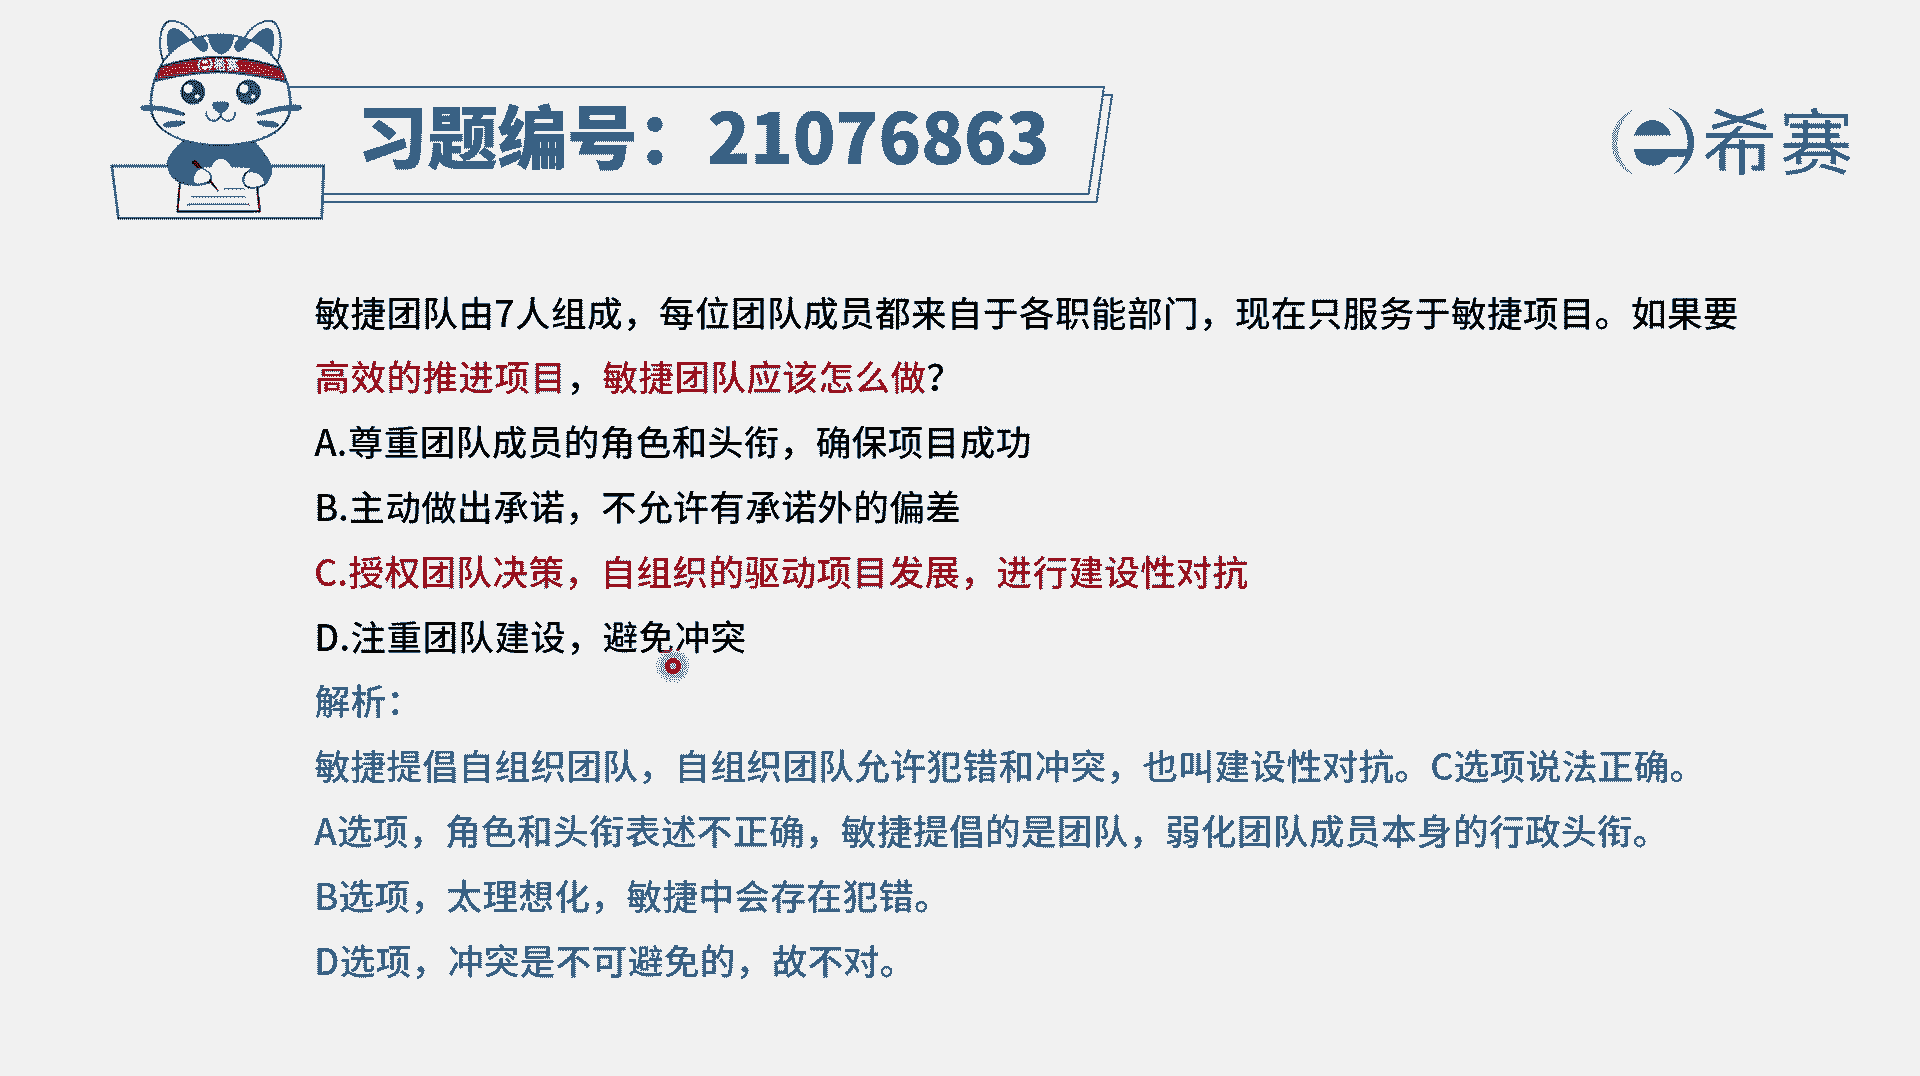 习题编号：21076863
希赛
敏捷团队由7人组成，每位团队成员都来自于各职能部门，现在只服务于敏捷项目。如果要
高效的推进项目，敏捷团队应该怎么做？
A.尊重团队成员的角色和头衔，确保项目成功
B.主动做出承诺，不允许有承诺外的偏差
C.授权团队决策，自组织的驱动项目发展，进行建设性对抗
D.注重团队建设，避免冲突
解析：
敏捷提倡自组织团队，自组织团队允许犯错和冲突，也叫建设性对抗。C选项说法正确。
A选项，角色和头衔表述不正确，敏捷提倡的是团队，弱化团队成员本身的行政头衔。
B选项，太理想化，敏捷中会存在犯错。
D选项，冲突是不可避免的，故不对。